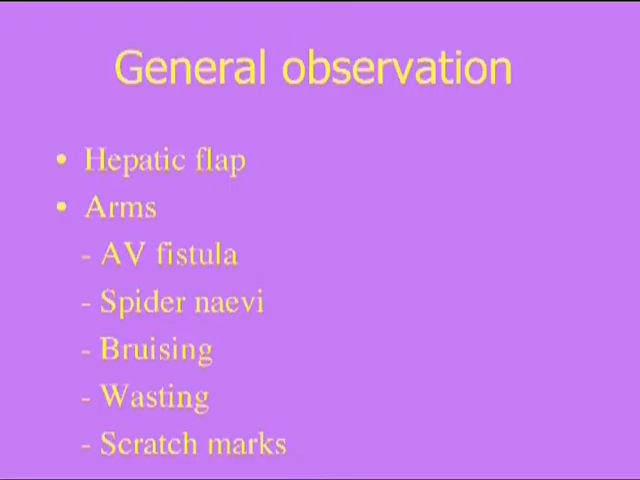 General observation
• Hepatic flap
• Arms
- AV fistula
- Spider naevi
- Bruising
- Wasting
- Scratch marks